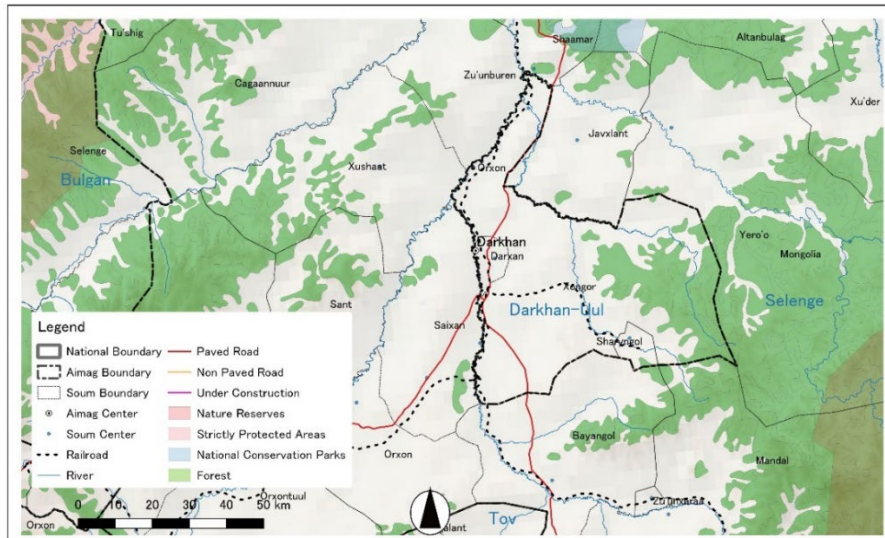 Tu'shig
Shaamar
Altanbulag
Zu'unburen
Cagaannuur
Xu'der
Javxlant
Selenge
Bulgan
Xushaat
Orxon
Yero'o
Mongolia
Darkhan
Darxan
Xongor
Darkhan-Uul
Selenge
Sant
Saixan
Sharyngol
Legend
National Boundary
Paved Road
Aimag Boundary
Non Paved Road
Soum Boundary
Under Construction
Aimag Center
Nature Reserves
Soum Center
Strictly Protected Areas
Railroad
National Conservation Parks
River
Forest
Bayangol
Orxon
Mandal
Orxontuul
Zu'unxaraa
0 10 20 30 40 50 km
Orxon
Tov